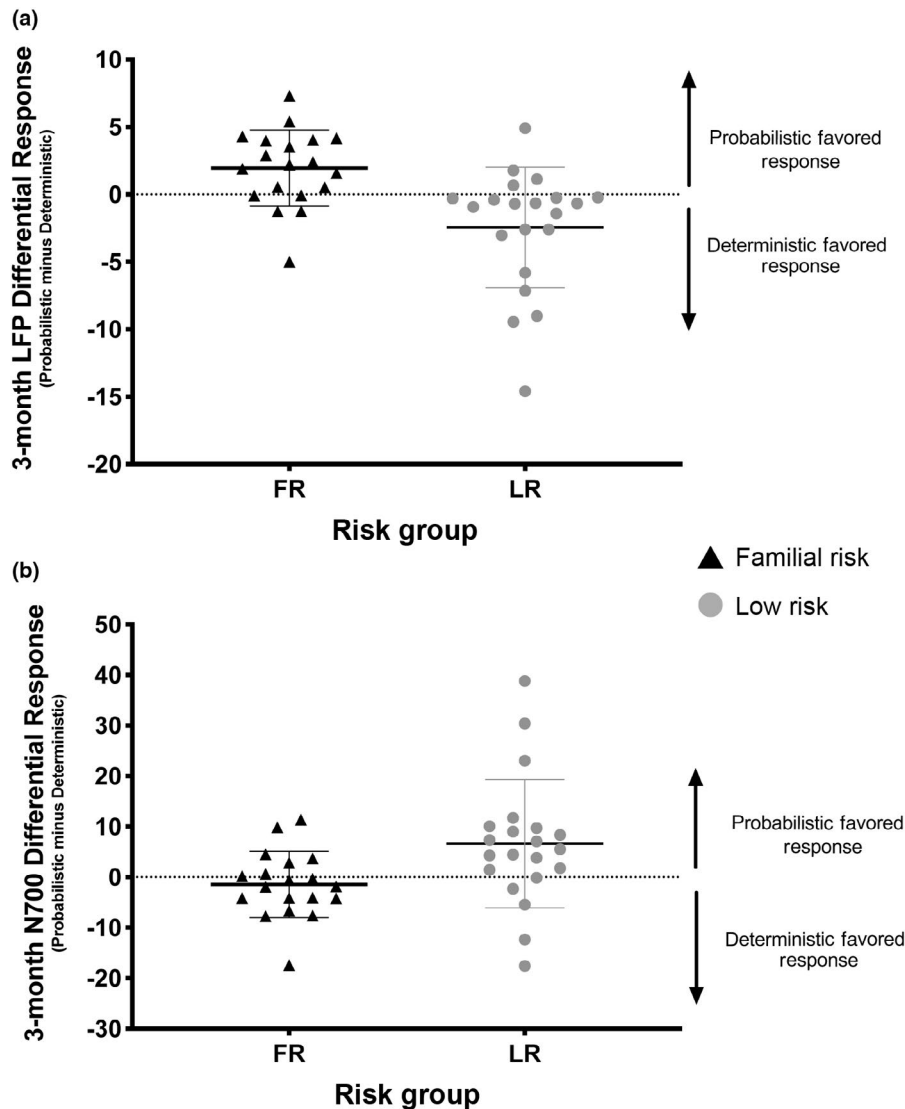 (a)
3-month LFP Differential Response
(Probabilistic minus Deterministic)
10
5
0
-5
-10
-15
-20
FR
LR
Risk group
Probabilistic favored
response
Deterministic favored
response
Familial risk
Low risk
(b)
3-month N700 Differential Response
(Probabilistic minus Deterministic)
50
40
30
20
10
0
-10
-20
-30
FR
LR
Risk group
Probabilistic favored
response
Deterministic favored
response